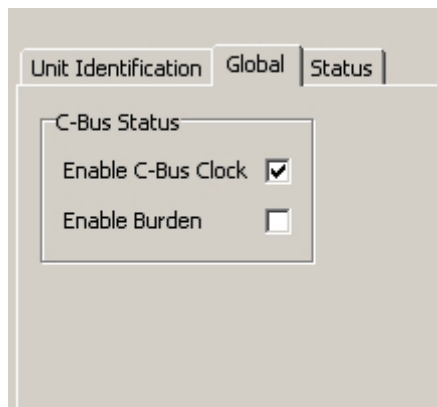 Unit Identification Global Status
C-Bus Status
Enable C-Bus Clock
Enable Burden